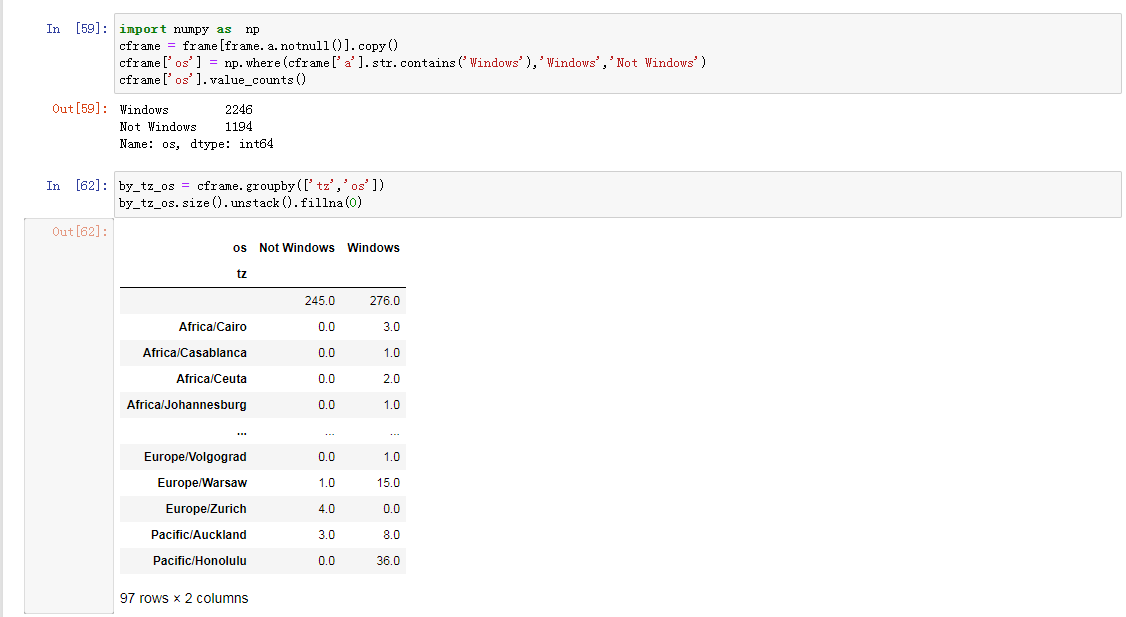 In [59]: import numpy as np
cframe = frame[frame.a.notnull()].copy()
cframe['os'] = np.where(cframe['a'].str.contains('Windows'),'Windows','Not Windows')
cframe['os'].value_counts()
Out[59]: Windows 2246
Not Windows 1194
Name: os, dtype: int64
In [62]: by_tz_os = cframe.groupby(['tz','os'])
by_tz_os.size().unstack().fillna(0)
Out[62]:
os Not Windows Windows
tz
245.0 276.0
Africa/Cairo 0.0 3.0
Africa/Casablanca 0.0 1.0
Africa/Ceuta 0.0 2.0
Africa/Johannesburg 0.0 1.0
... ... ...
Europe/Volgograd 0.0 1.0
Europe/Warsaw 1.0 15.0
Europe/Zurich 4.0 0.0
Pacific/Auckland 3.0 8.0
Pacific/Honolulu 0.0 36.0
97 rows × 2 columns